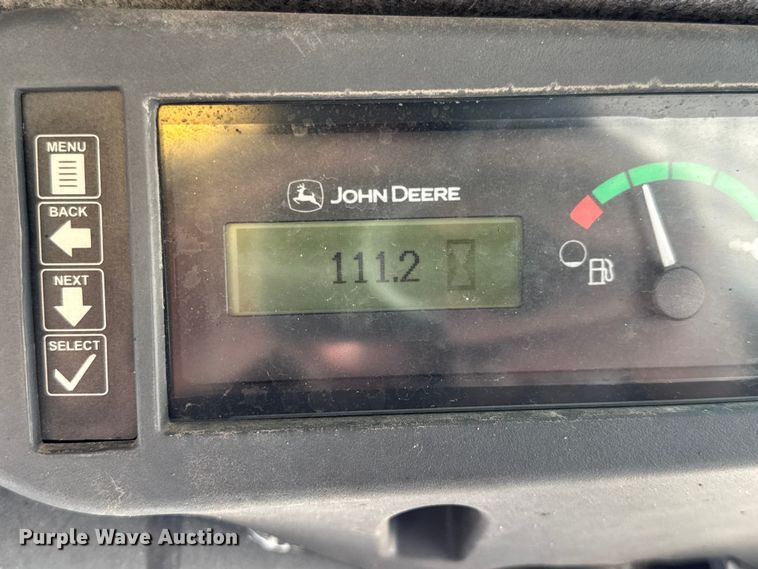 MENU
BACK
NEXT
SELECT
JOHN DEERE
111.2
Purple Wave Auction®